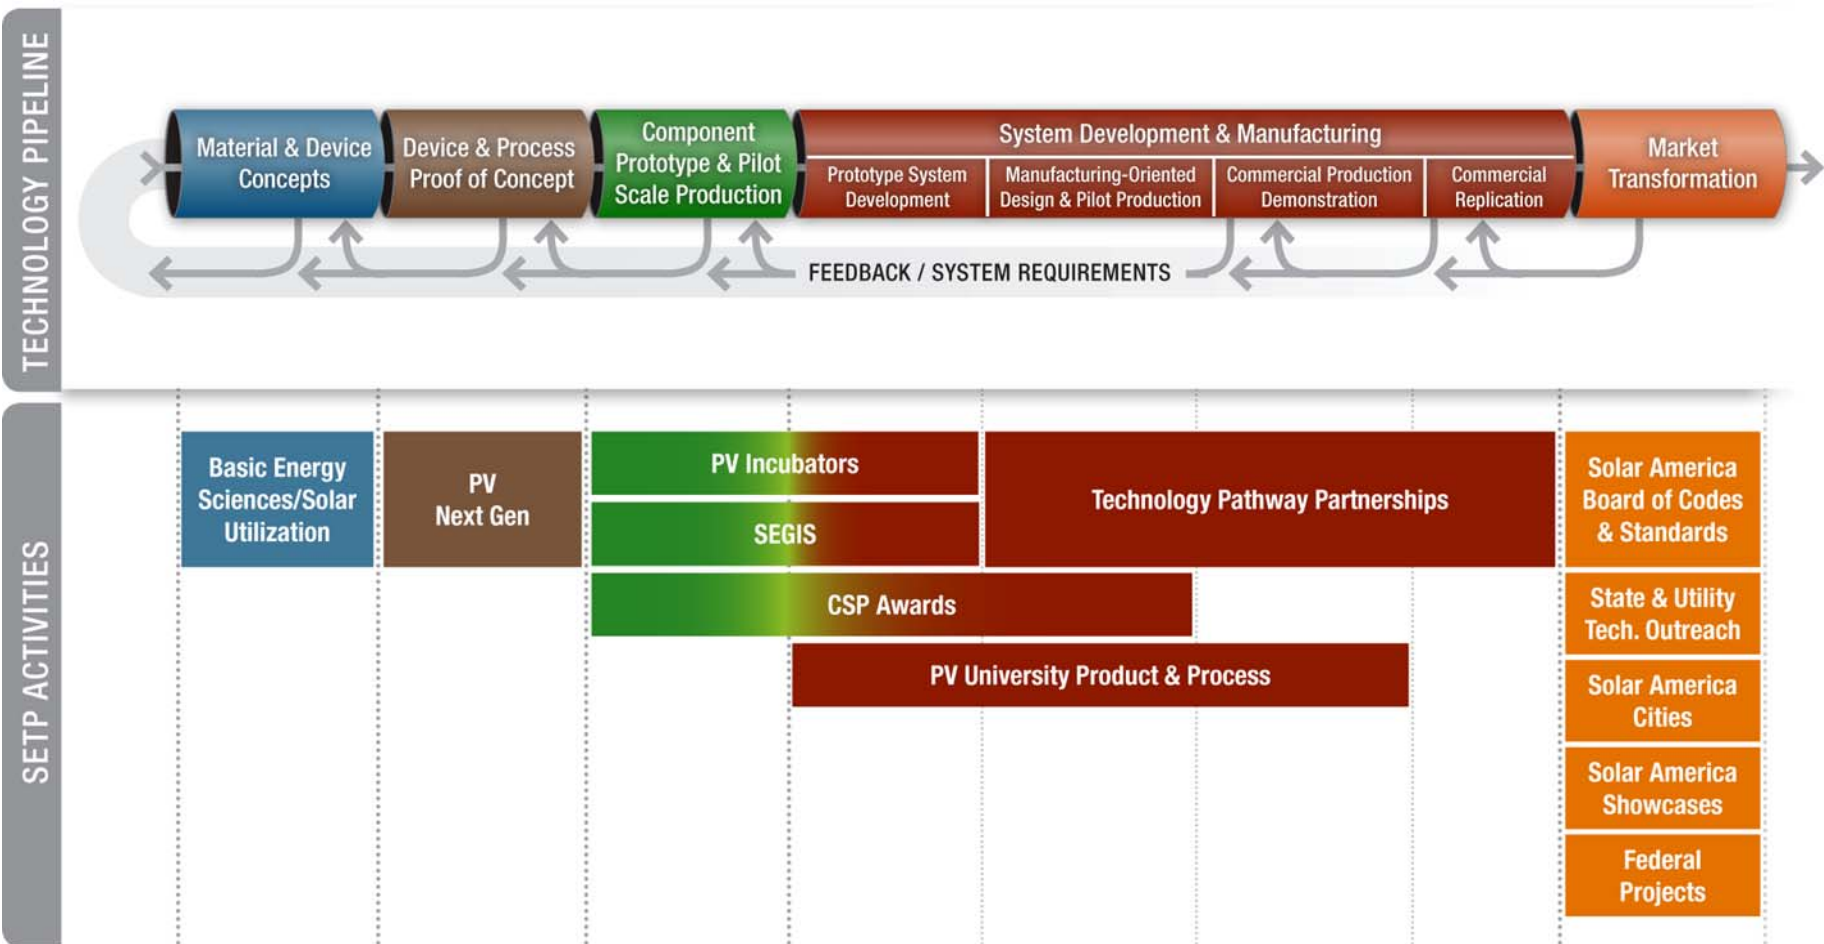 TECHNOLOGY PIPELINE
Material & Device
Concepts
Device & Process
Proof of Concept
Component
Prototype & Pilot
Scale Production
System Development & Manufacturing
Prototype System
Development
Manufacturing-Oriented
Design & Pilot Production
Commercial Production
Demonstration
Commercial
Replication
Market
Transformation
FEEDBACK / SYSTEM REQUIREMENTS
SETP ACTIVITIES
Basic Energy
Sciences/Solar
Utilization
PV
Next Gen
PV Incubators
SEGIS
CSP Awards
PV University Product & Process
Technology Pathway Partnerships
Solar America
Board of Codes
& Standards
State & Utility
Tech. Outreach
Solar America
Cities
Solar America
Showcases
Federal
Projects